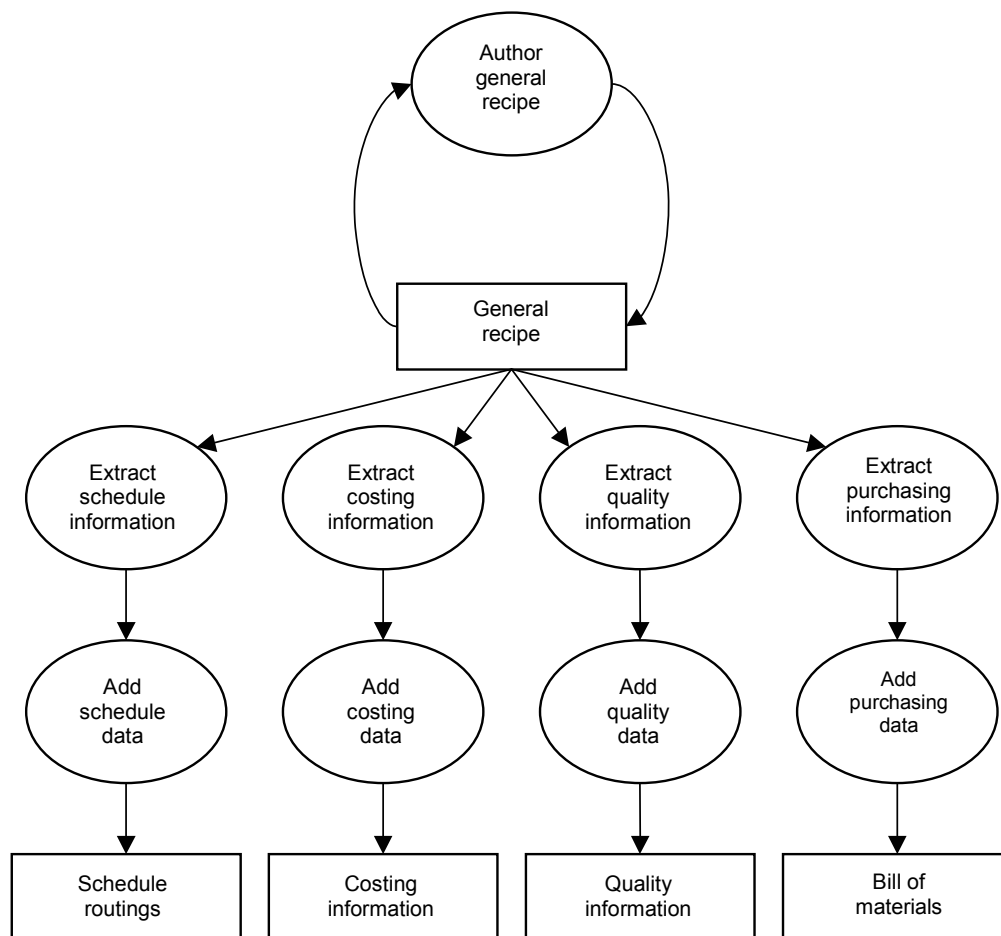 Author
general
recipe
General
recipe
Extract
schedule
information
Extract
costing
information
Extract
quality
information
Extract
purchasing
information
Add
schedule
data
Add
costing
data
Add
quality
data
Add
purchasing
data
Schedule
routings
Costing
information
Quality
information
Bill of
materials